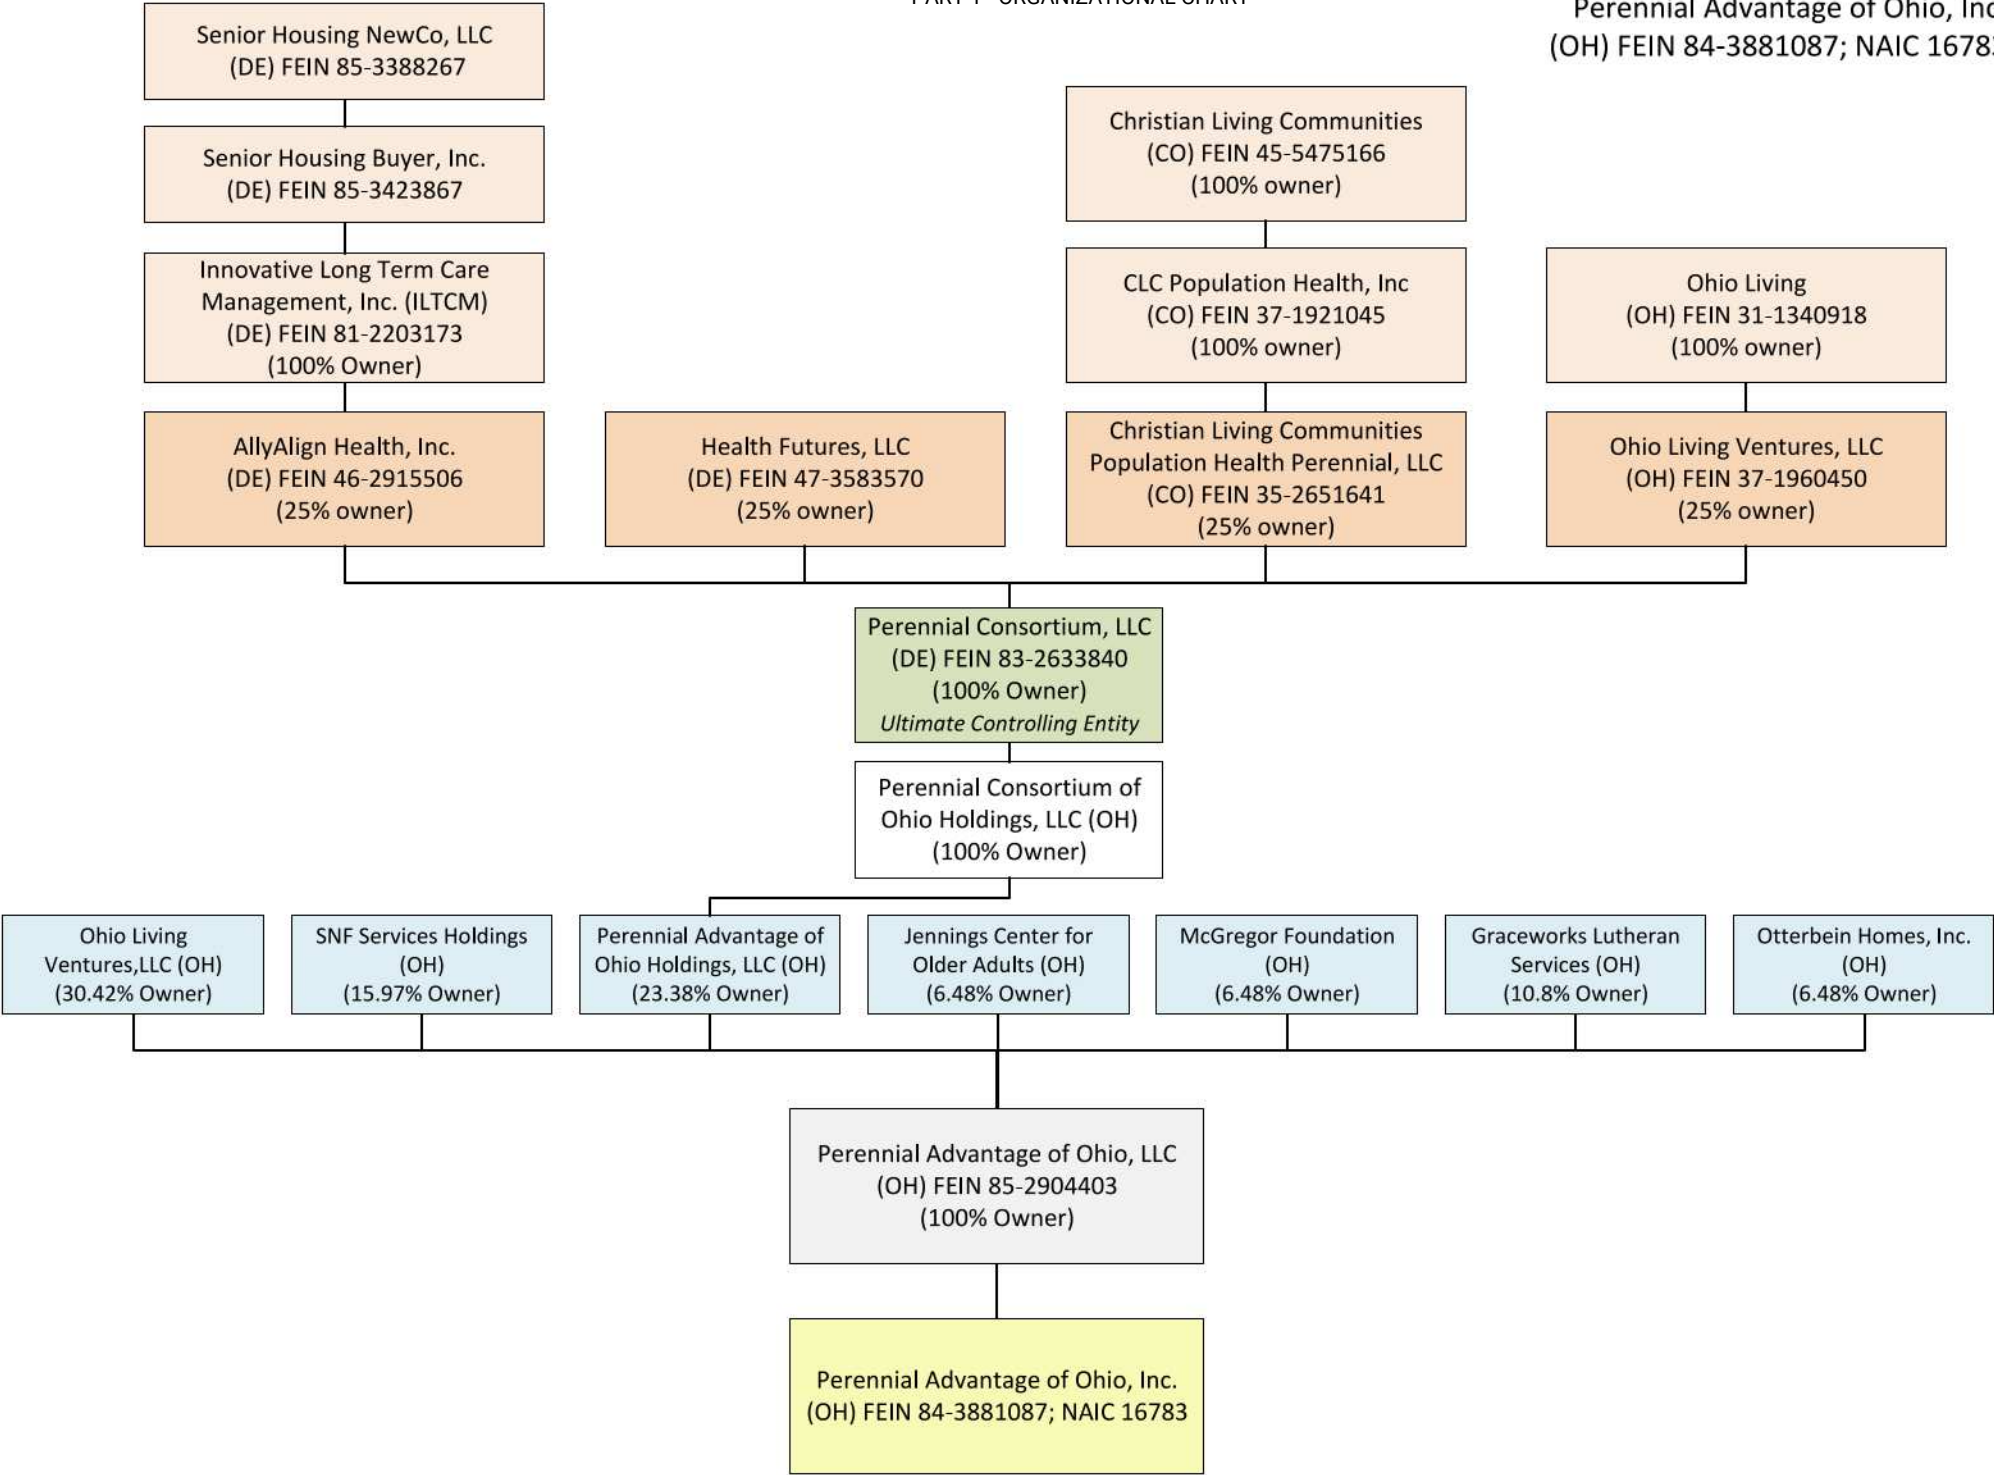 PART 1 - ORGANIZATIONAL CHART
Perennial Advantage of Ohio, Inc
(OH) FEIN 84-3881087; NAIC 16783
Senior Housing NewCo, LLC
(DE) FEIN 85-3388267
Senior Housing Buyer, Inc.
(DE) FEIN 85-3423867
Innovative Long Term Care
Management, Inc. (ILTCM)
(DE) FEIN 81-2203173
(100% Owner)
Christian Living Communities
(CO) FEIN 45-5475166
(100% owner)
CLC Population Health, Inc
(CO) FEIN 37-1921045
(100% owner)
Ohio Living
(OH) FEIN 31-1340918
(100% owner)
AllyAlign Health, Inc.
(DE) FEIN 46-2915506
(25% owner)
Health Futures, LLC
(DE) FEIN 47-3583570
(25% owner)
Christian Living Communities
Population Health Perennial, LLC
(CO) FEIN 35-2651641
(25% owner)
Ohio Living Ventures, LLC
(OH) FEIN 37-1960450
(25% owner)
Perennial Consortium, LLC
(DE) FEIN 83-2633840
(100% Owner)
Ultimate Controlling Entity
Perennial Consortium of
Ohio Holdings, LLC (OH)
(100% Owner)
Ohio Living
Ventures,LLC (OH)
(30.42% Owner)
SNF Services Holdings
(OH)
(15.97% Owner)
Perennial Advantage of
Ohio Holdings, LLC (OH)
(23.38% Owner)
Jennings Center for
Older Adults (OH)
(6.48% Owner)
McGregor Foundation
(OH)
(6.48% Owner)
Graceworks Lutheran
Services (OH)
(10.8% Owner)
Otterbein Homes, Inc.
(OH)
(6.48% Owner)
Perennial Advantage of Ohio, LLC
(OH) FEIN 85-2904403
(100% Owner)
Perennial Advantage of Ohio, Inc.
(OH) FEIN 84-3881087; NAIC 16783